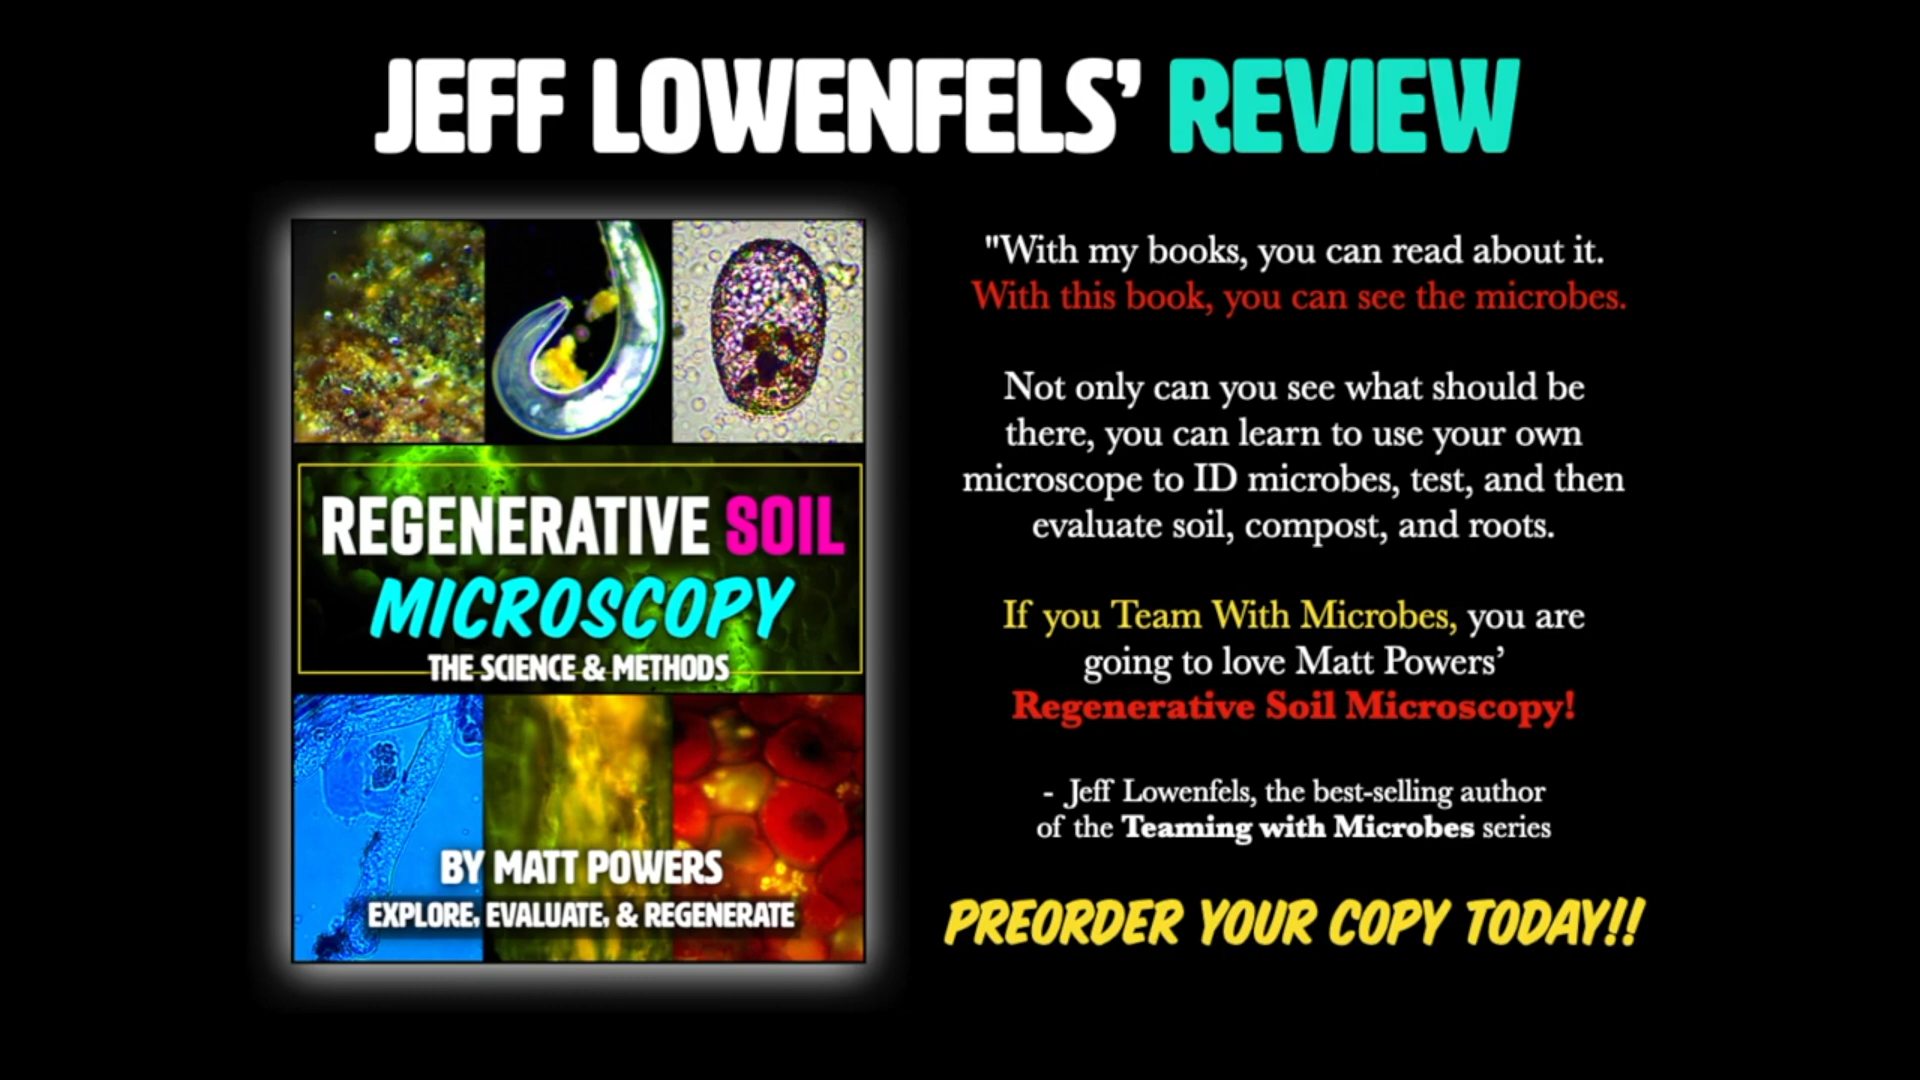 JEFF LOWENFELS’ REVIEW
REGENERATIVE SOIL
MICROSCOPY
THE SCIENCE & METHODS
BY MATT POWERS
EXPLORE, EVALUATE, & REGENERATE
"With my books, you can read about it.
With this book, you can see the microbes.
Not only can you see what should be
there, you can learn to use your own
microscope to ID microbes, test, and then
evaluate soil, compost, and roots.
If you Team With Microbes, you are
going to love Matt Powers’
Regenerative Soil Microscopy!
- Jeff Lowenfels, the best-selling author
of the Teaming with Microbes series
PREORDER YOUR COPY TODAY!!